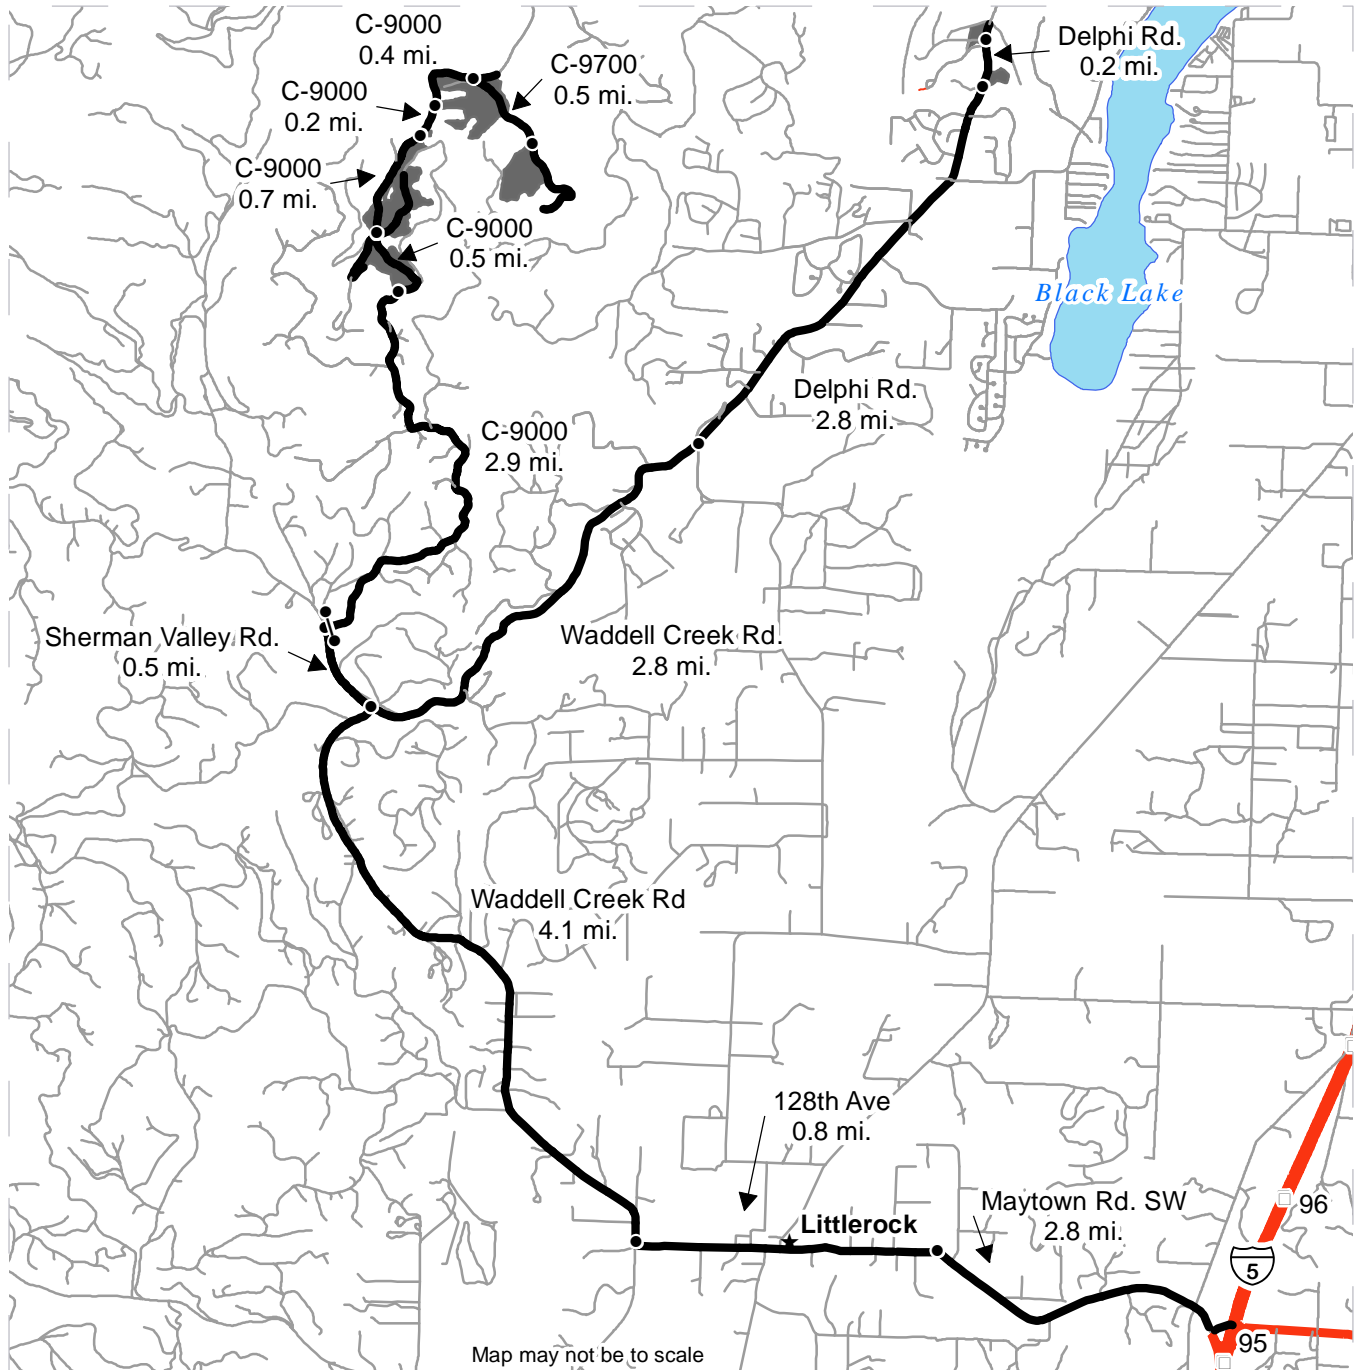 C-9000
0.4 mi.
Delphi Rd.
0.2 mi.
C-9700
0.5 mi.
C-9000
0.2 mi.
C-9000
0.7 mi.
C-9000
0.5 mi.
Black Lake
Delphi Rd.
2.8 mi.
C-9000
2.9 mi.
Sherman Valley Rd.
0.5 mi.
Waddell Creek Rd.
2.8 mi.
Waddell Creek Rd
4.1 mi.
128th Ave
0.8 mi.
Maytown Rd. SW
2.8 mi.
Littlerock
96
5
95
Map may not be to scale